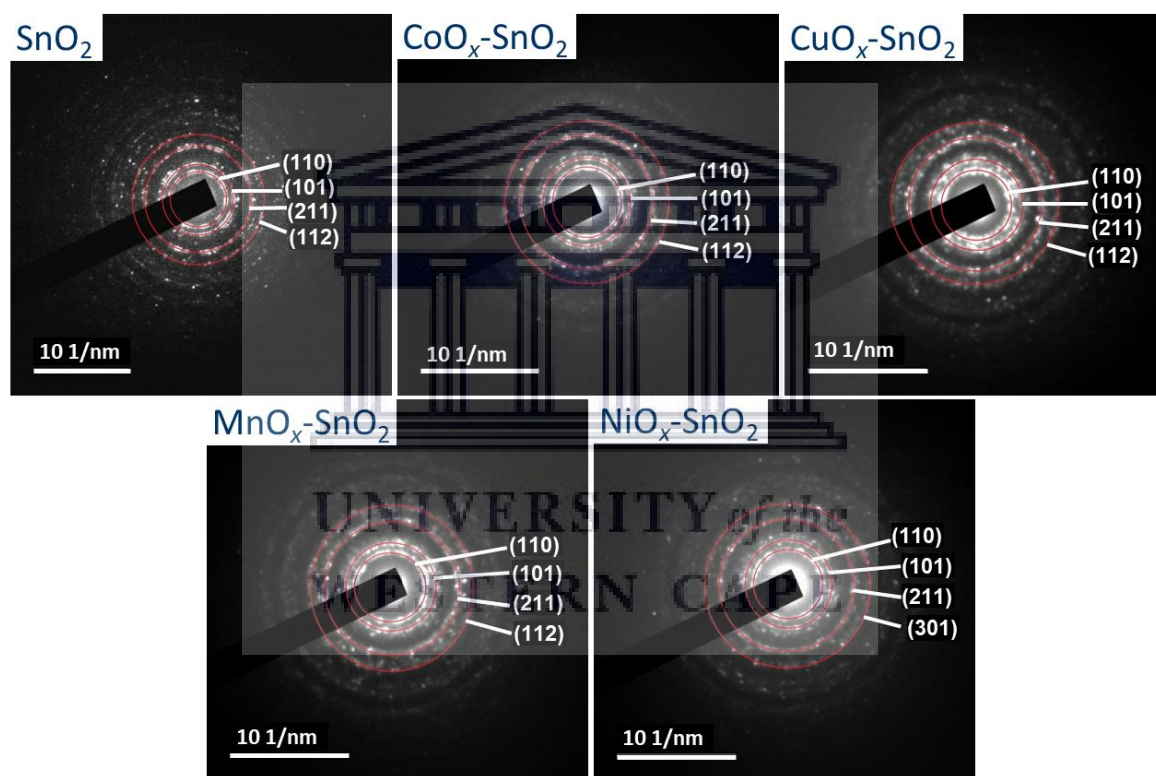 SnO₂
(110)
(101)
(211)
(112)
10 1/nm
CoOₓ-SnO₂
(110)
(101)
(211)
(112)
10 1/nm
CuOₓ-SnO₂
(110)
(101)
(211)
(112)
10 1/nm
MnOₓ-SnO₂
(110)
(101)
(211)
(112)
10 1/nm
NiOₓ-SnO₂
(110)
(101)
(211)
(301)
10 1/nm
UNIVERSITY of the
WESTERN CAPE